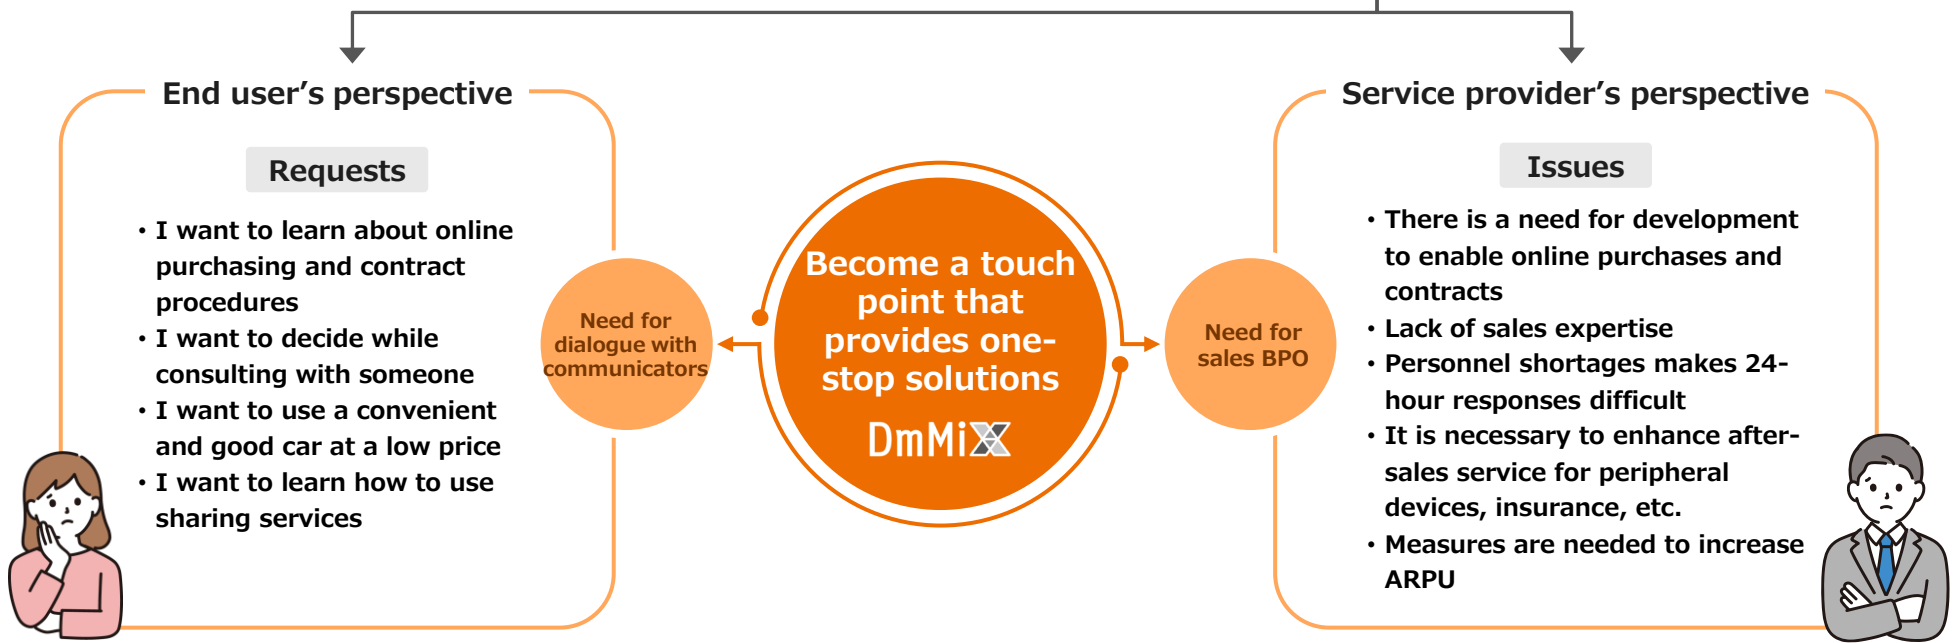 End user’s perspective
Requests
・I want to learn about online
purchasing and contract
procedures
・I want to decide while
consulting with someone
・I want to use a convenient
and good car at a low price
・I want to learn how to use
sharing services
Need for
dialogue with
communicators
Become a touch
point that
provides one-
stop solutions
DmMiX
Need for
sales BPO
Service provider’s perspective
Issues
・There is a need for development
to enable online purchases and
contracts
・Lack of sales expertise
・Personnel shortages makes 24-
hour responses difficult
・It is necessary to enhance after-
sales service for peripheral
devices, insurance, etc.
・Measures are needed to increase
ARPU